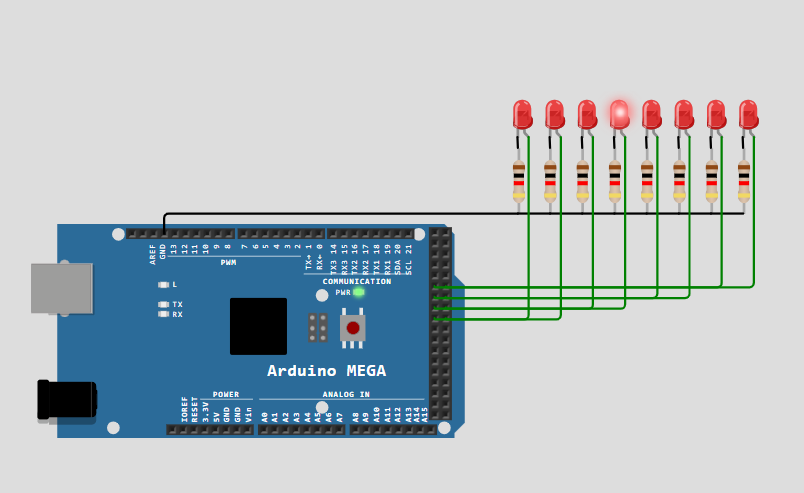 AREF
GND
13
12
11
10
9
8
7
6
5
4
3
2
TX→ 1
RX← 0
TX3 14
RX3 15
TX2 16
RX2 17
TX1 18
RX1 19
SDA 20
SCL 21
PWM
COMMUNICATION
L
PWR
TX
RX
Arduino MEGA
POWER
ANALOG IN
IOREF
RESET
3.3V
5V
GND
GND
Vin
A0
A1
A2
A3
A4
A5
A6
A7
A8
A9
A10
A11
A12
A13
A14
A15